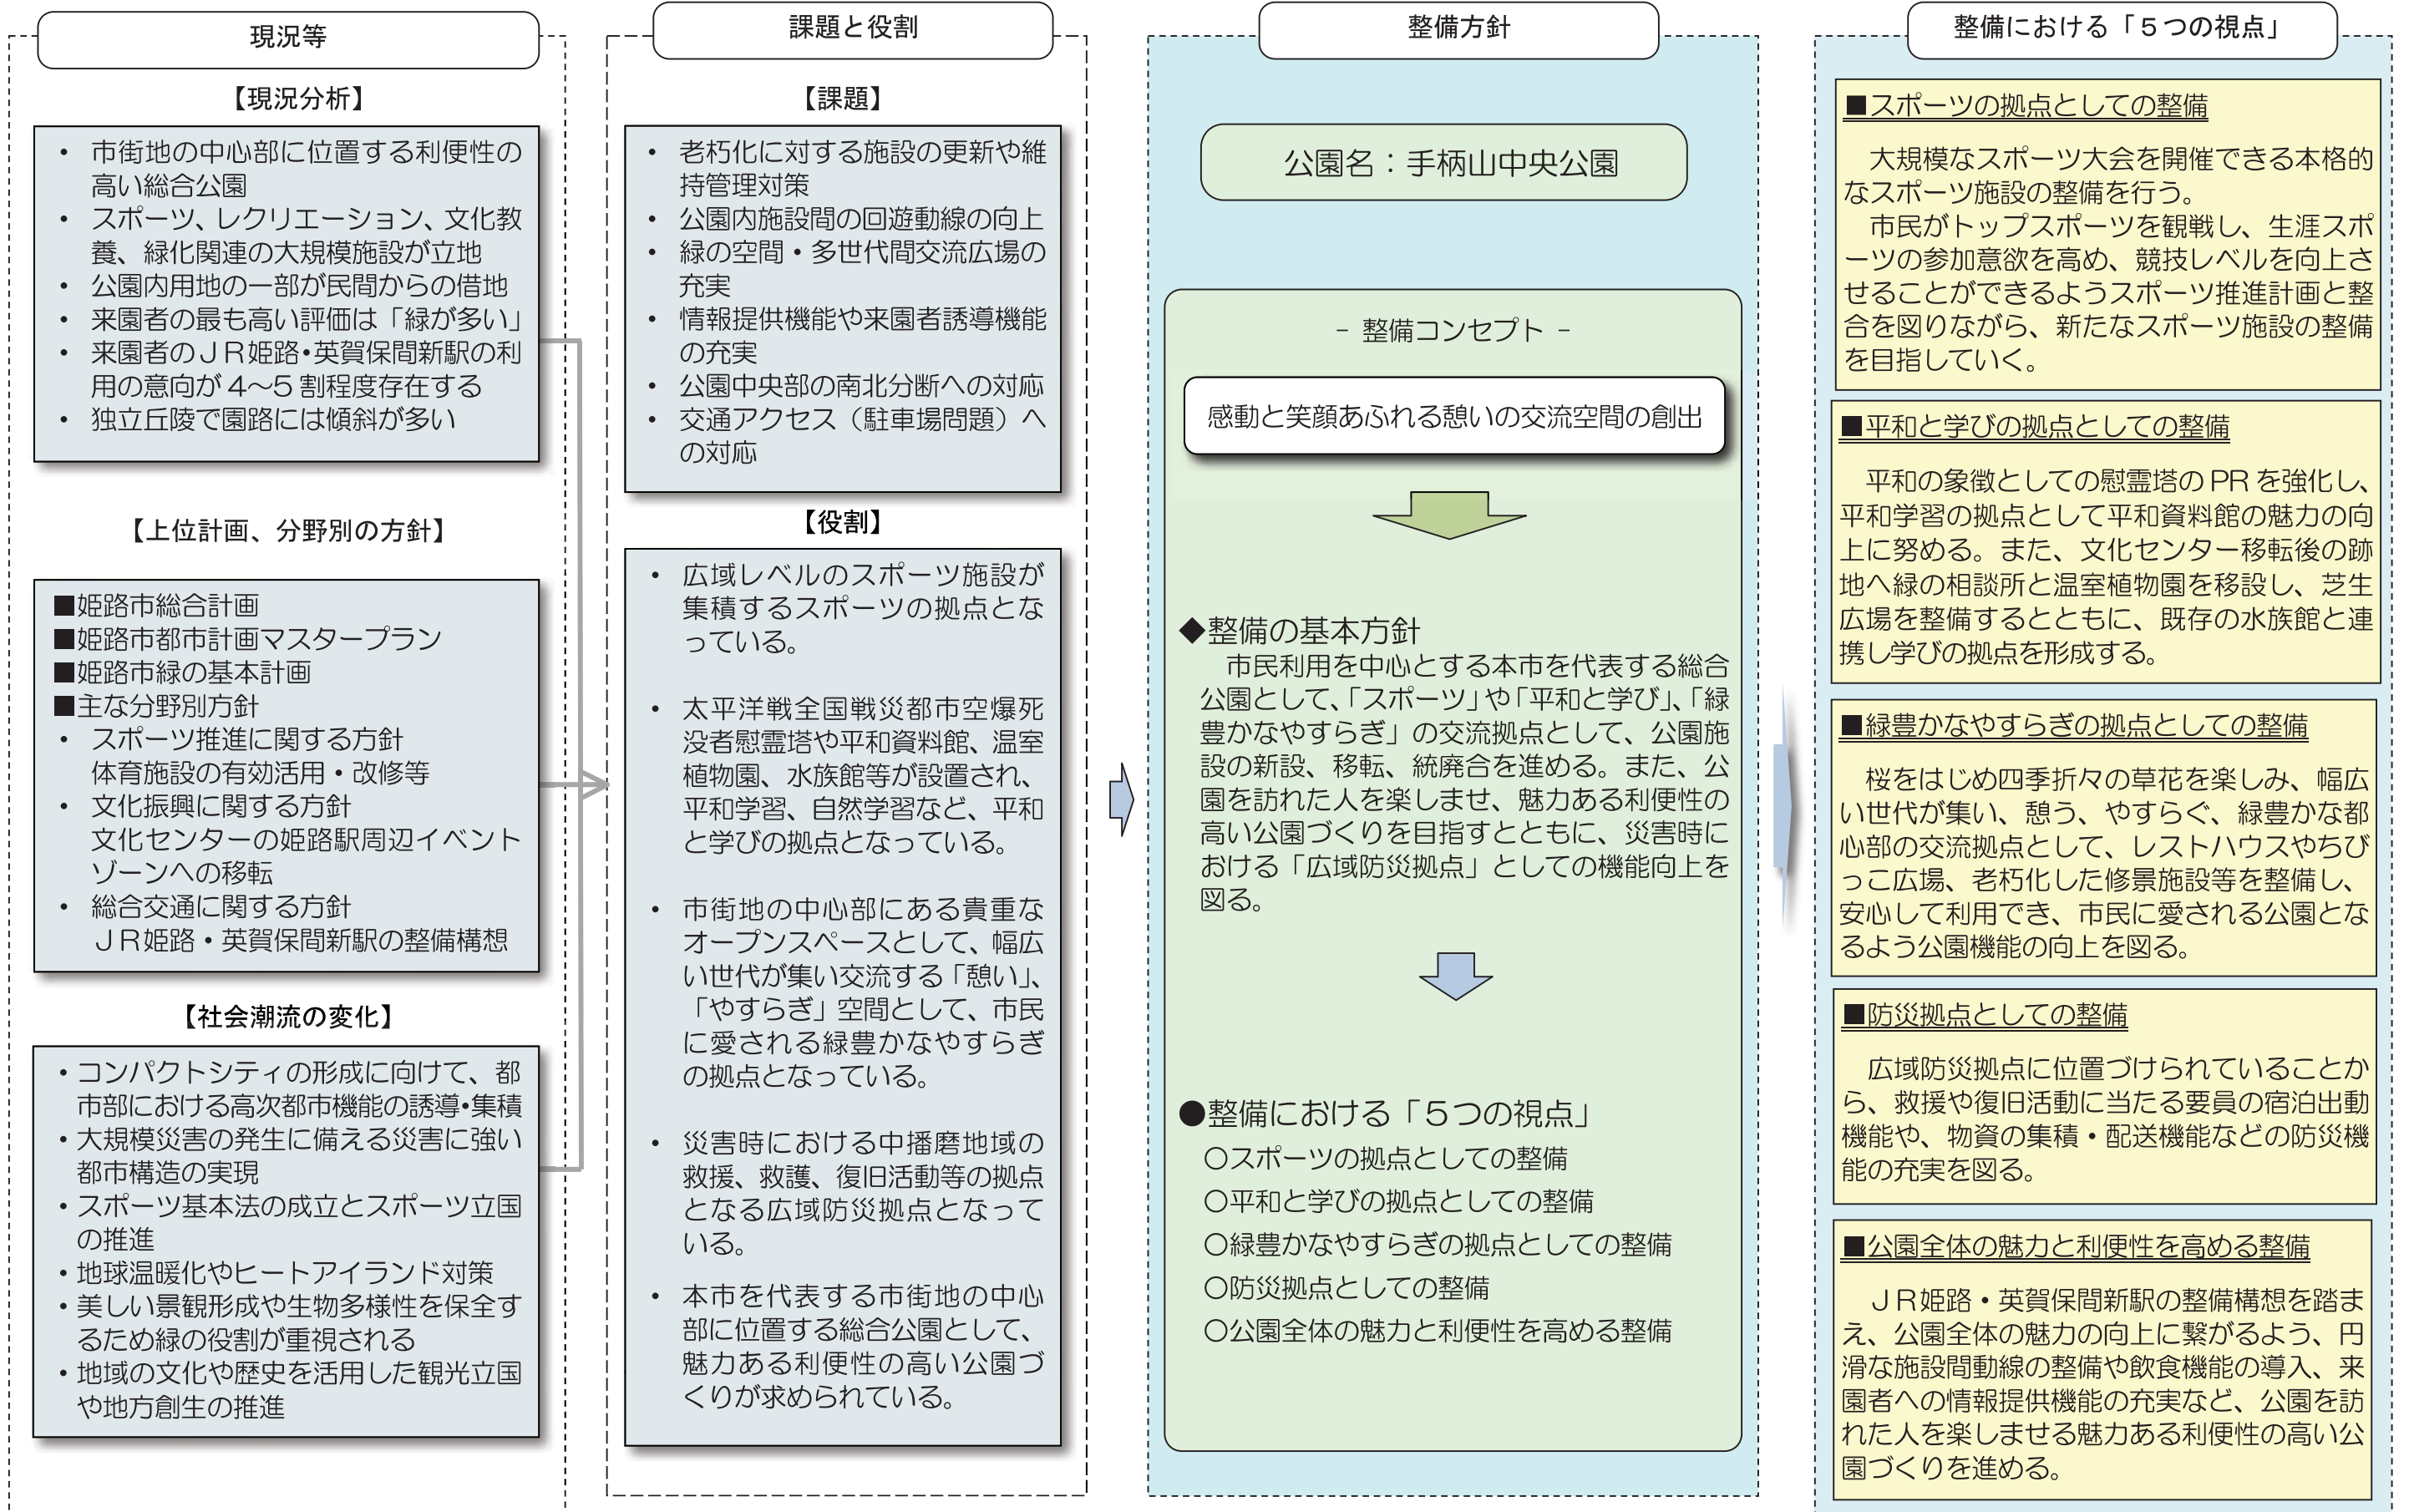 現況等
【現況分析】
・ 市街地の中心部に位置する利便性の
高い総合公園
・ スポーツ、レクリエーション、文化教
養、緑化関連の大規模施設が立地
・ 公園内用地の一部が民間からの借地
・ 来園者の最も高い評価は「緑が多い」
・ 来園者のＪＲ姫路・英賀保間新駅の利
用の意向が４～５割程度存在する
・ 独立丘陵で園路には傾斜が多い
【上位計画、分野別の方針】
■姫路市総合計画
■姫路市都市計画マスタープラン
■姫路市緑の基本計画
■主な分野別方針
・ スポーツ推進に関する方針
体育施設の有効活用・改修等
・ 文化振興に関する方針
文化センターの姫路駅周辺イベント
ゾーンへの移転
・ 総合交通に関する方針
ＪＲ姫路・英賀保間新駅の整備構想
【社会潮流の変化】
・コンパクトシティの形成に向けて、都
市部における高次都市機能の誘導・集積
・大規模災害の発生に備える災害に強い
都市構造の実現
・スポーツ基本法の成立とスポーツ立国
の推進
・地球温暖化やヒートアイランド対策
・美しい景観形成や生物多様性を保全す
るため緑の役割が重視される
・地域の文化や歴史を活用した観光立国
や地方創生の推進
課題と役割
【課題】
・ 老朽化に対する施設の更新や維
持管理対策
・ 公園内施設間の回遊動線の向上
・ 緑の空間・多世代間交流広場の
充実
・ 情報提供機能や来園者誘導機能
の充実
・ 公園中央部の南北分断への対応
・ 交通アクセス（駐車場問題）へ
の対応
【役割】
・ 広域レベルのスポーツ施設が
集積するスポーツの拠点とな
っている。
・ 太平洋戦全国戦災都市空爆死
没者慰霊塔や平和資料館、温室
植物園、水族館等が設置され、
平和学習、自然学習など、平和
と学びの拠点となっている。
・ 市街地の中心部にある貴重な
オープンスペースとして、幅広
い世代が集い交流する「憩い」、
「やすらぎ」空間として、市民
に愛される緑豊かなやすらぎ
の拠点となっている。
・ 災害時における中播磨地域の
救援、救護、復旧活動等の拠点
となる広域防災拠点となって
いる。
・ 本市を代表する市街地の中心
部に位置する総合公園として、
魅力ある利便性の高い公園づ
くりが求められている。
整備方針
公園名：手柄山中央公園
－ 整備コンセプト －
感動と笑顔あふれる憩いの交流空間の創出
◆整備の基本方針
市民利用を中心とする本市を代表する総合
公園として、「スポーツ」や「平和と学び」、「緑
豊かなやすらぎ」の交流拠点として、公園施
設の新設、移転、統廃合を進める。また、公
園を訪れた人を楽しませ、魅力ある利便性の
高い公園づくりを目指すとともに、災害時に
おける「広域防災拠点」としての機能向上を
図る。
●整備における「５つの視点」
〇スポーツの拠点としての整備
〇平和と学びの拠点としての整備
〇緑豊かなやすらぎの拠点としての整備
〇防災拠点としての整備
〇公園全体の魅力と利便性を高める整備
整備における「５つの視点」
■スポーツの拠点としての整備
大規模なスポーツ大会を開催できる本格的
なスポーツ施設の整備を行う。
市民がトップスポーツを観戦し、生涯スポ
ーツの参加意欲を高め、競技レベルを向上さ
せることができるようスポーツ推進計画と整
合を図りながら、新たなスポーツ施設の整備
を目指していく。
■平和と学びの拠点としての整備
平和の象徴としての慰霊塔の PR を強化し、
平和学習の拠点として平和資料館の魅力の向
上に努める。また、文化センター移転後の跡
地へ緑の相談所と温室植物園を移設し、芝生
広場を整備するとともに、既存の水族館と連
携し学びの拠点を形成する。
■緑豊かなやすらぎの拠点としての整備
桜をはじめ四季折々の草花を楽しみ、幅広
い世代が集い、憩う、やすらぐ、緑豊かな都
心部の交流拠点として、レストハウスやちび
っこ広場、老朽化した修景施設等を整備し、
安心して利用でき、市民に愛される公園とな
るよう公園機能の向上を図る。
■防災拠点としての整備
広域防災拠点に位置づけられていることか
ら、救援や復旧活動に当たる要員の宿泊出動
機能や、物資の集積・配送機能などの防災機
能の充実を図る。
■公園全体の魅力と利便性を高める整備
ＪＲ姫路・英賀保間新駅の整備構想を踏ま
え、公園全体の魅力の向上に繋がるよう、円
滑な施設間動線の整備や飲食機能の導入、来
園者への情報提供機能の充実など、公園を訪
れた人を楽しませる魅力ある利便性の高い公
園づくりを進める。